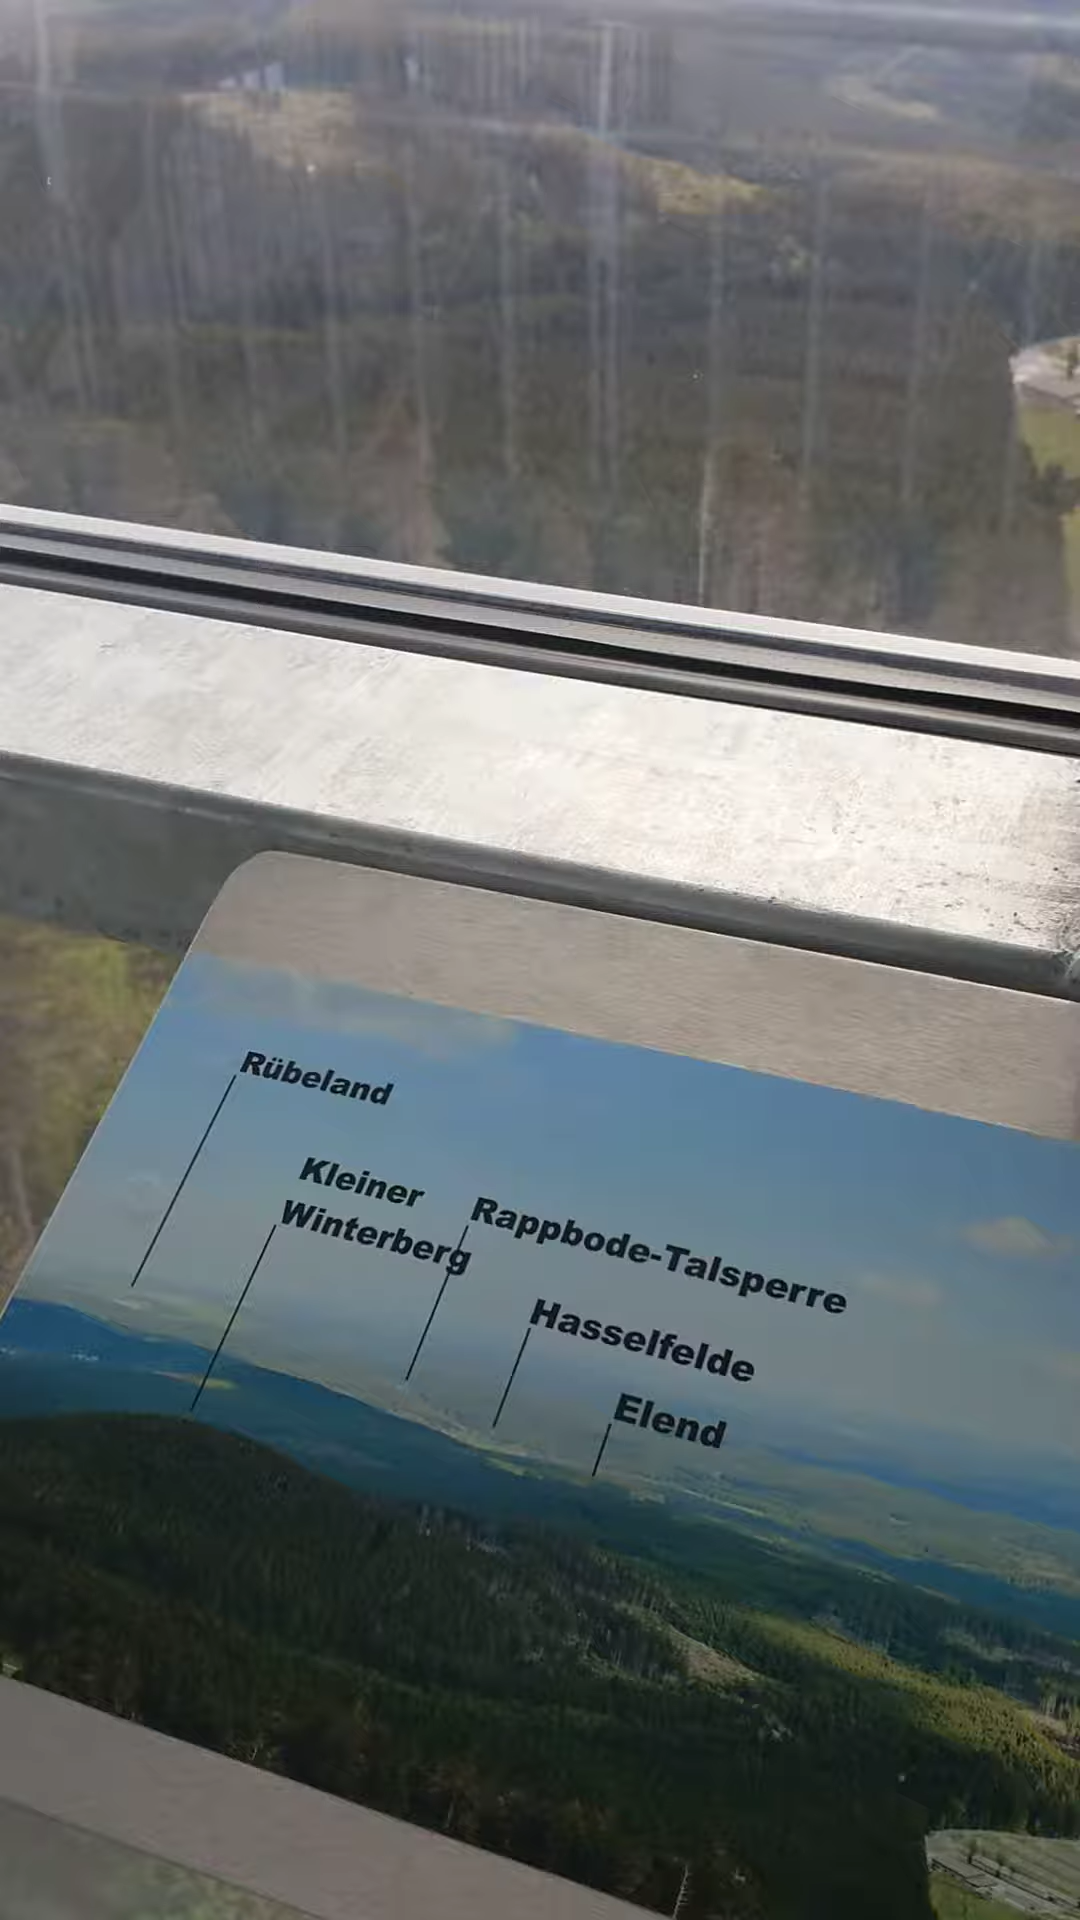 Rübeland
Kleiner
Winterberg
Rappbode-Talsperre
Hasselfelde
Elend